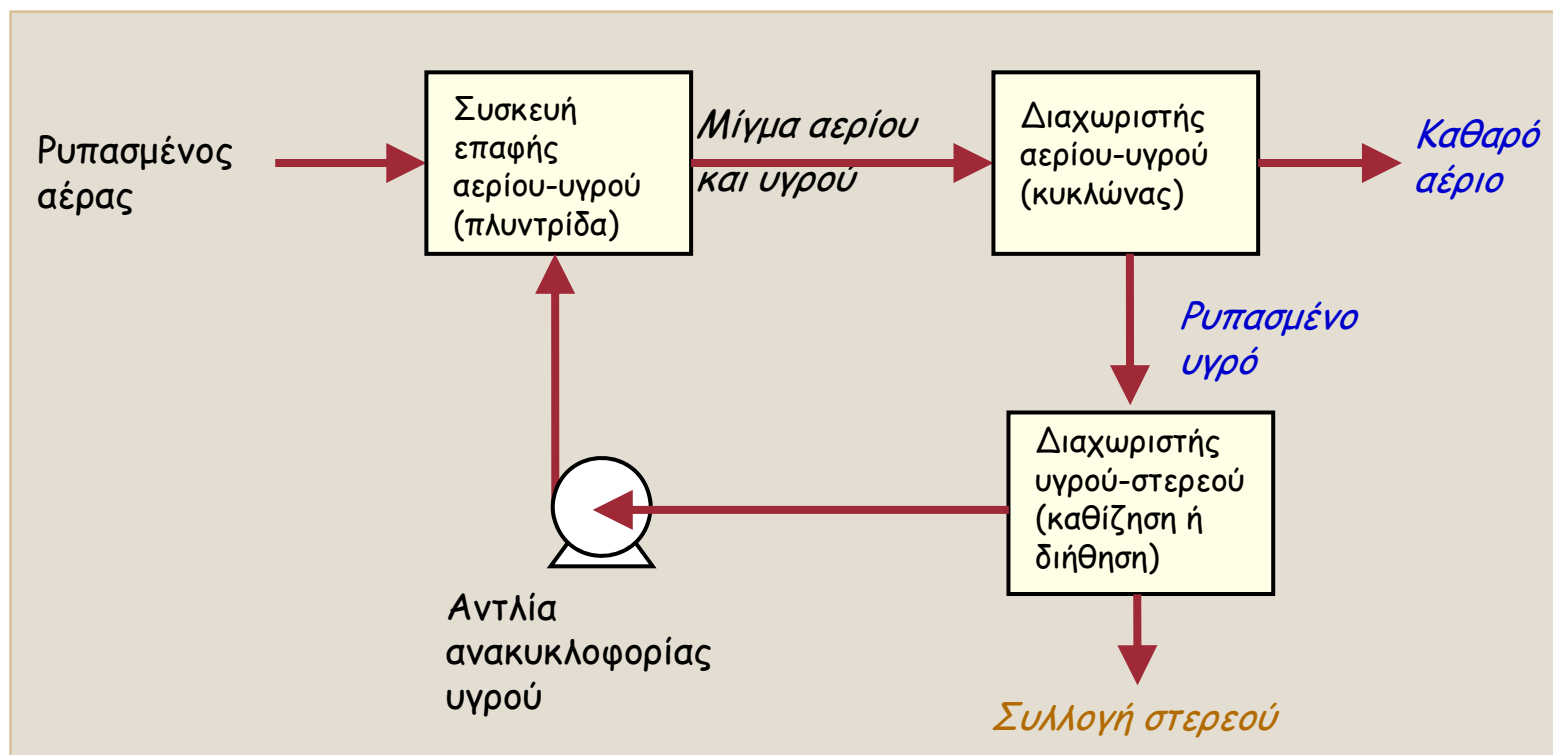 Ρυπασμένος
αέρας
Συσκευή
επαφής
αερίου-υγρού
(πλυντρίδα)
Μίγμα αερίου
και υγρού
Διαχωριστής
αερίου-υγρού
(κυκλώνας)
Καθαρό
αέριο
Ρυπασμένο
υγρό
Διαχωριστής
υγρού-στερεού
(καθίζηση ή
διήθηση)
Αντλία
ανακυκλοφορίας
υγρού
Συλλογή στερεού